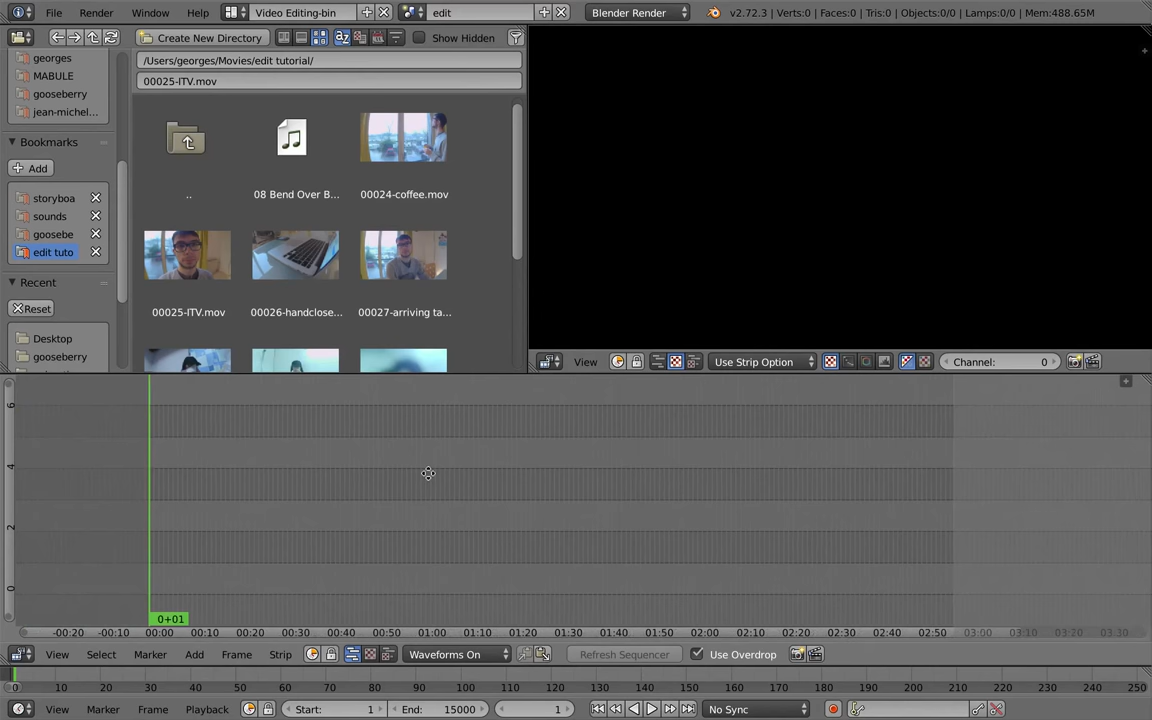 File Render Window Help Video Editing-bin edit Blender Render v2.72.3 | Verts:0 | Faces:0 | Tris:0 | Objects:0/0 | Lamps:0/0 | Mem:488.65M
Create New Directory Show Hidden
georges
MABULE
gooseberry
jean-michel...
Bookmarks
Add
storyboa
sounds
goosebe
edit tuto
Recent
Reset
Desktop
gooseberry
/Users/georges/Movies/edit tutorial/
00025-ITV.mov
.. 08 Bend Over B... 00024-coffee.mov
00025-ITV.mov 00026-handclose... 00027-arriving ta...
View Use Strip Option Channel: 0
6
4
2
0
0+01
-00:20 -00:10 00:00 00:10 00:20 00:30 00:40 00:50 01:00 01:10 01:20 01:30 01:40 01:50 02:00 02:10 02:20 02:30 02:40 02:50 03:00 03:10 03:20 03:30
View Select Marker Add Frame Strip Waveforms On Refresh Sequencer Use Overdrop
0 10 20 30 40 50 60 70 80 90 100 110 120 130 140 150 160 170 180 190 200 210 220 230 240 250
View Marker Frame Playback Start: 1 End: 15000 1 No Sync